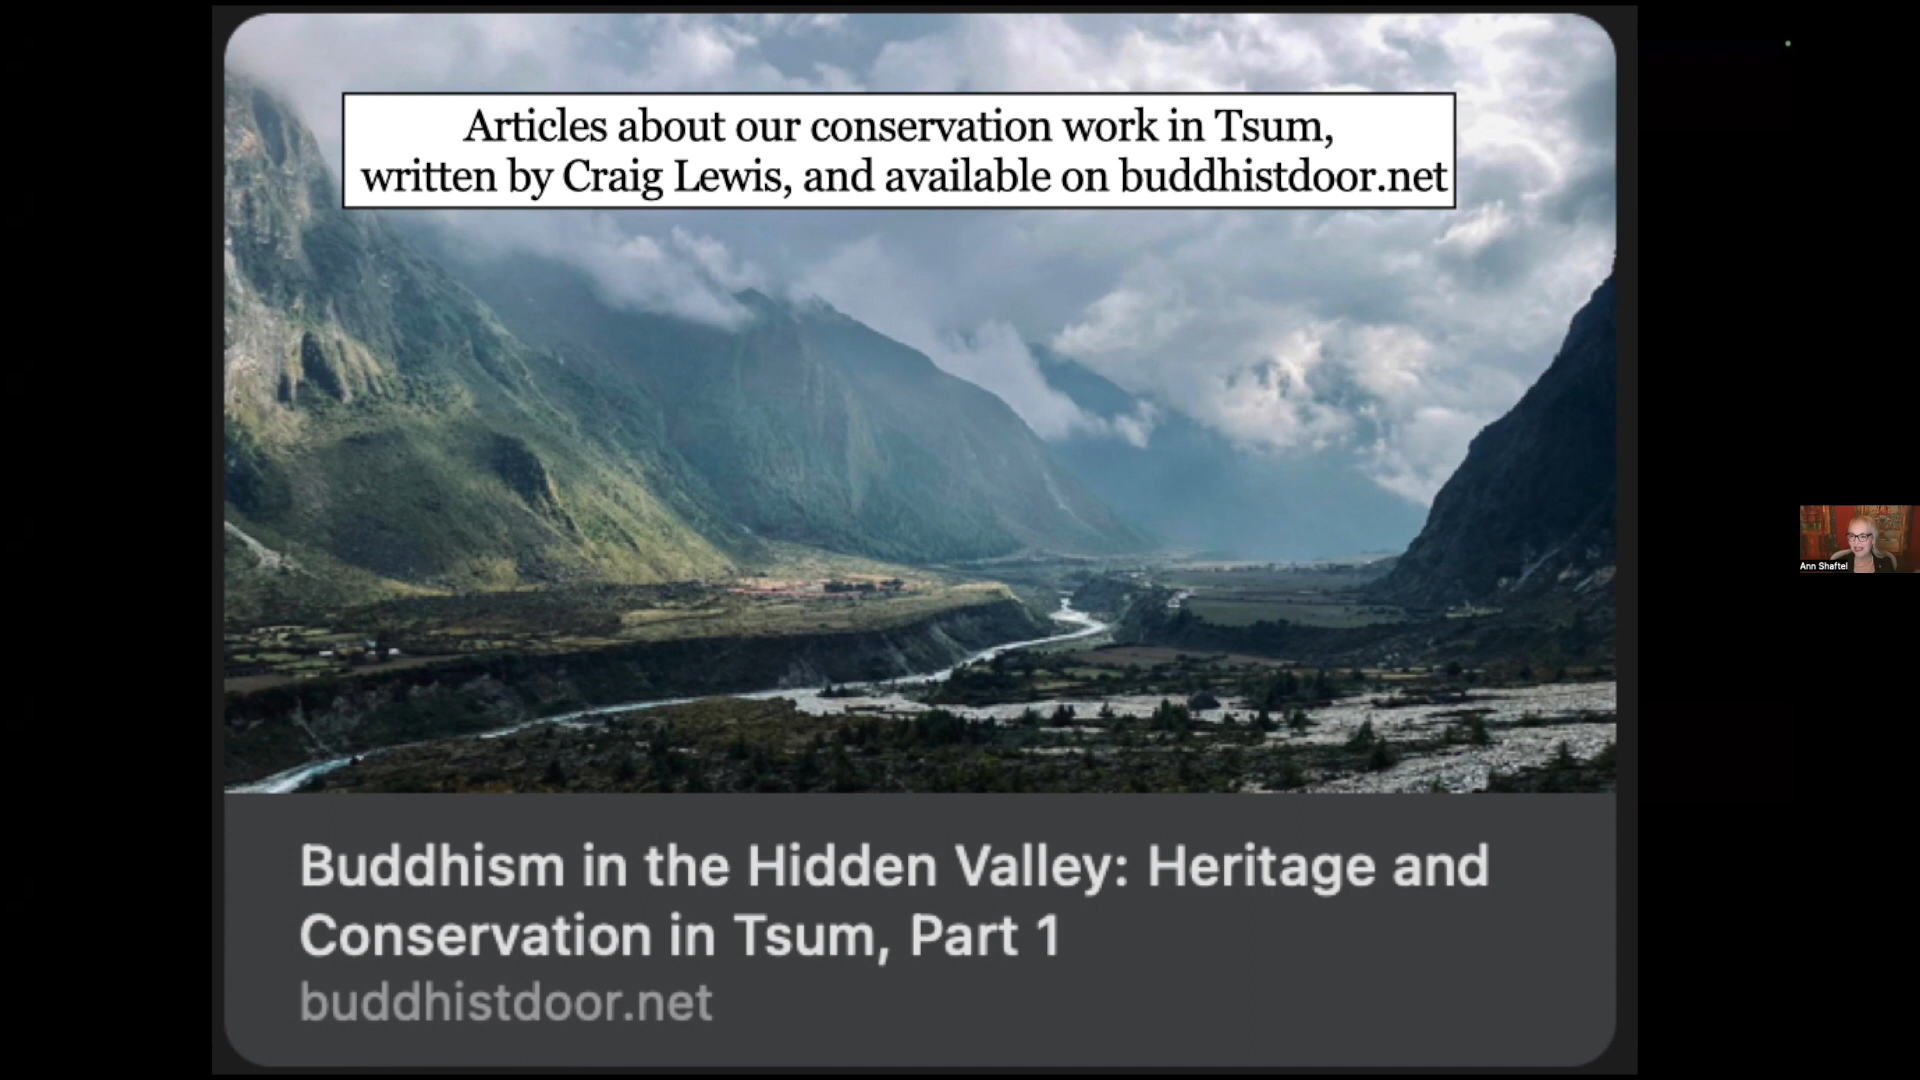 Articles about our conservation work in Tsum,
written by Craig Lewis, and available on buddhistdoor.net
Ann Shaftel
Buddhism in the Hidden Valley: Heritage and
Conservation in Tsum, Part 1
buddhistdoor.net